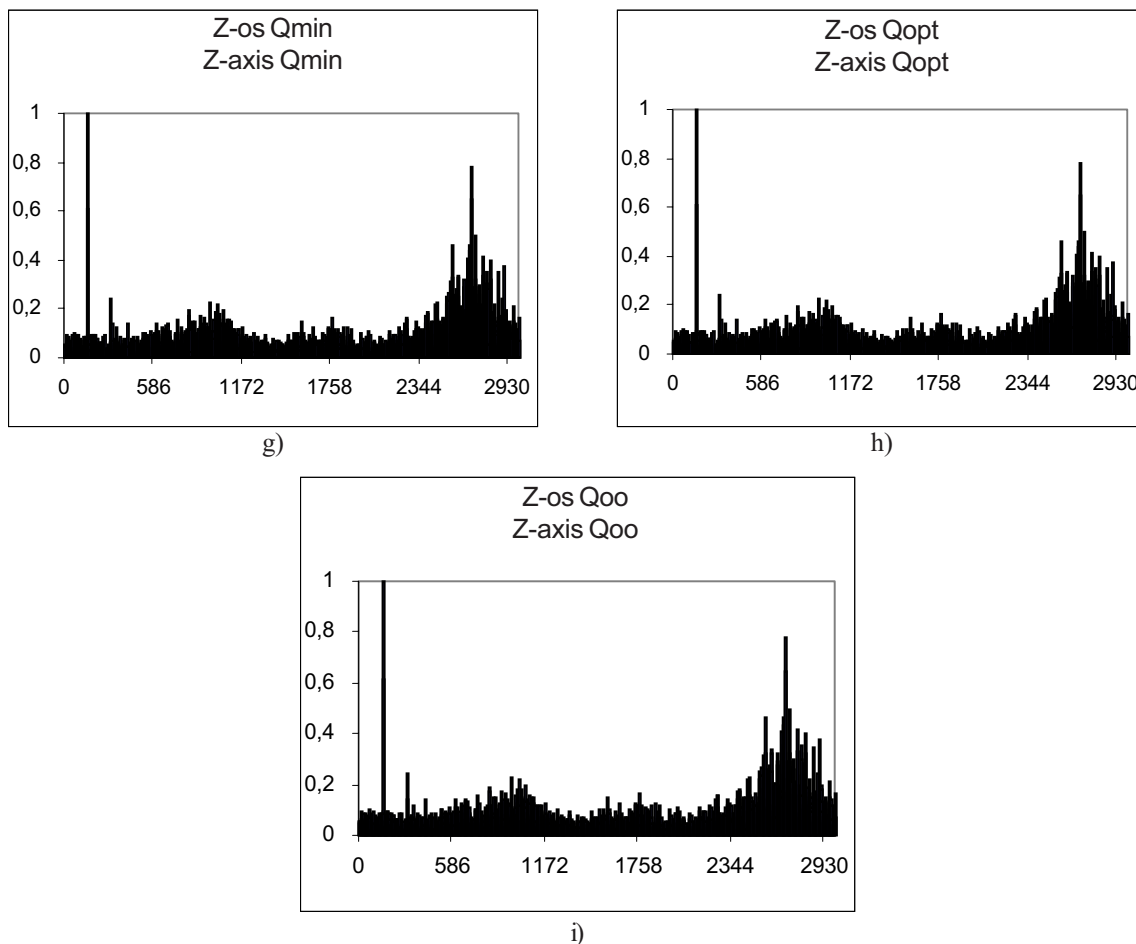 Z-os Qmin
Z-axis Qmin
1
0,8
0,6
0,4
0,2
0
0 586 1172 1758 2344 2930
g)
Z-os Qopt
Z-axis Qopt
1
0,8
0,6
0,4
0,2
0
0 586 1172 1758 2344 2930
h)
Z-os Qoo
Z-axis Qoo
1
0,8
0,6
0,4
0,2
0
0 586 1172 1758 2344 2930
i)